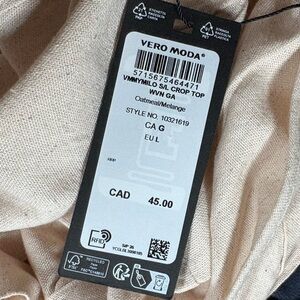 VERO MODA®
5715675464471
VMMYMILO S/L CROP TOP
WVN GA
Oatmeal/Melange
STYLE NO. 10321619
CA G
EU L
CAD 45.00
RFID